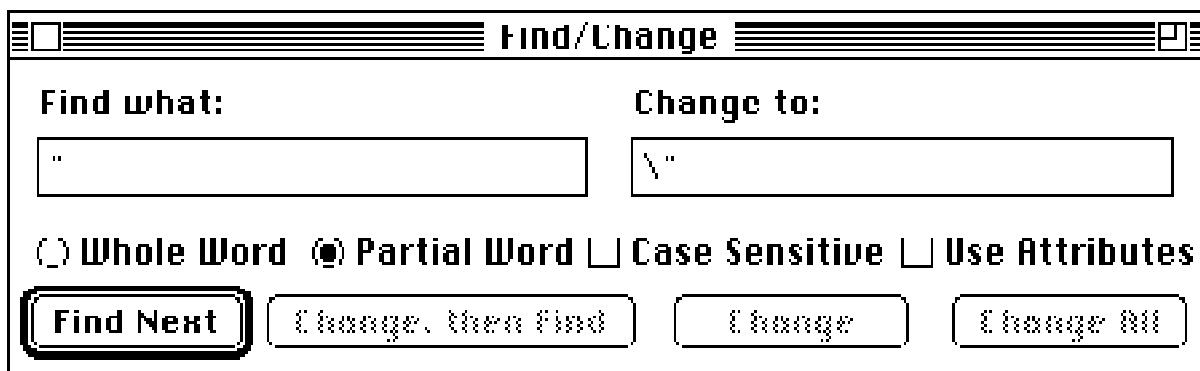 Find/Change
Find what: Change to:
" \"
Whole Word Partial Word Case Sensitive Use Attributes
Find Next Change, then Find Change Change All